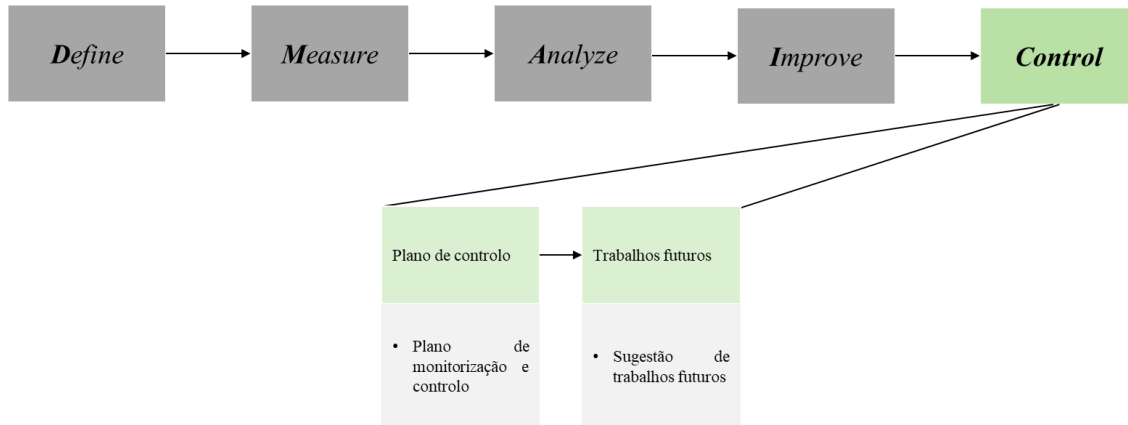 Define
Measure
Analyze
Improve
Control
Plano de controlo
Trabalhos futuros
• Plano de
monitorização e
controlo
• Sugestão de
trabalhos futuros